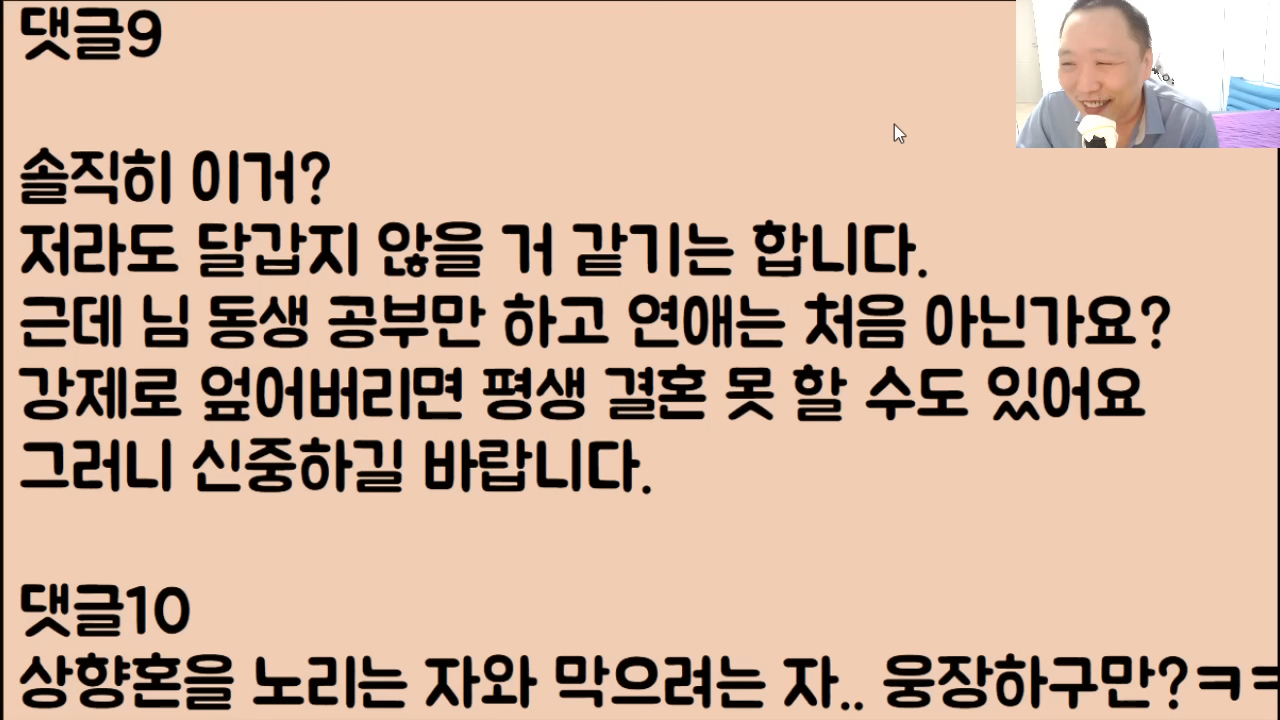 댓글9
솔직히 이거?
저라도 달갑지 않을 거 같기는 합니다.
근데 님 동생 공부만 하고 연애는 처음 아닌가요?
강제로 엎어버리면 평생 결혼 못 할 수도 있어요
그러니 신중하길 바랍니다.
댓글10
상향혼을 노리는 자와 막으려는 자.. 웅장하구만?ㅋㅋ